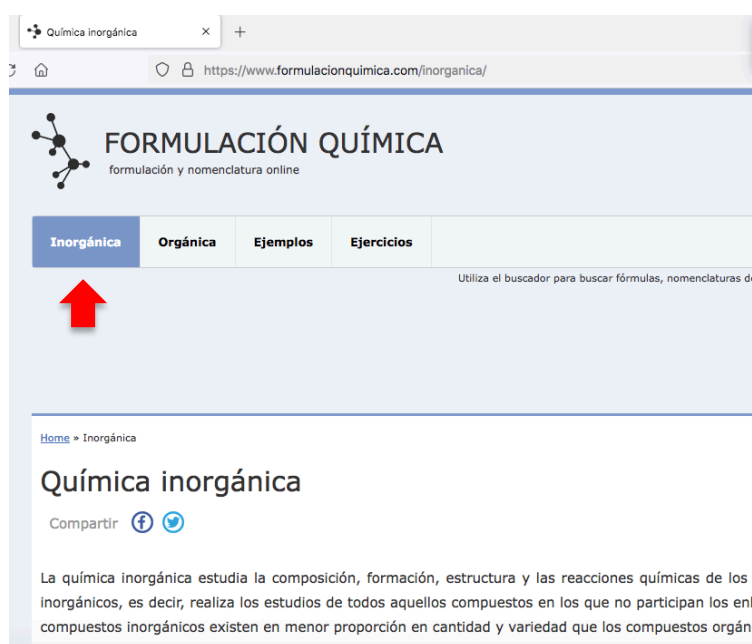 Química inorgánica × +
https://www.formulacionquimica.com/inorganica/
FORMULACIÓN QUÍMICA
formulación y nomenclatura online
Inorgánica Orgánica Ejemplos Ejercicios
Utiliza el buscador para buscar fórmulas, nomenclaturas
Home » Inorgánica
Química inorgánica
Compartir
La química inorgánica estudia la composición, formación, estructura y las reacciones químicas de los
inorgánicos, es decir, realiza los estudios de todos aquellos compuestos en los que no participan los
compuestos inorgánicos existen en menor proporción en cantidad y variedad que los compuestos